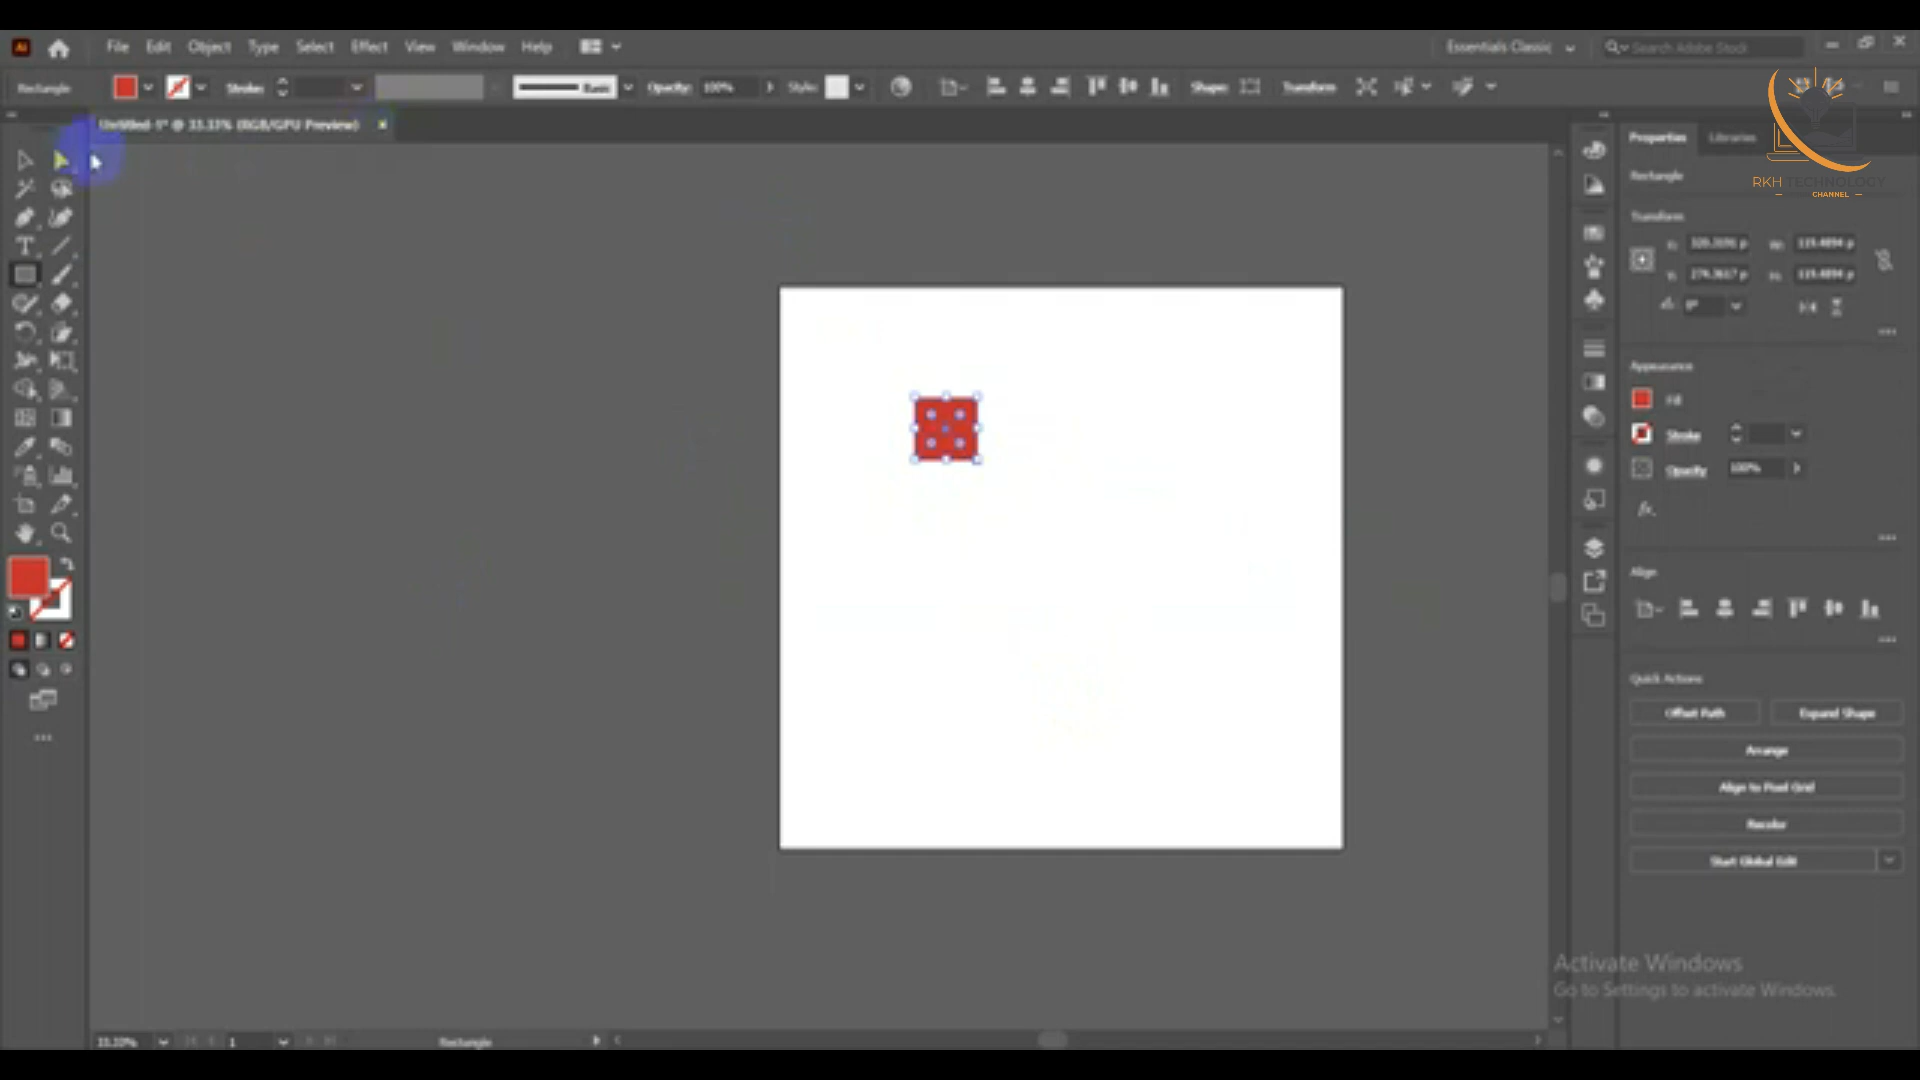 Ai File Edit Object Type Select Effect View Window Help
Essentials Classic
Search Adobe Stock
Rectangle Stroke: Basic Opacity: 100% Style: Shape: Transform
Untitled-1* @ 33.33% (RGB/GPU Preview) ×
Properties Libraries
RKH TECHNOLOGY
CHANNEL
Rectangle
Transform
0°
Appearance
Fill
Stroke
Opacity 100%
fx.
Align
Quick Actions
Offset Path Expand Shape
Arrange
Align to Pixel Grid
Recolor
Start Global Edit
Activate Windows
Go to Settings to activate Windows.
33.33% 1 Rectangle